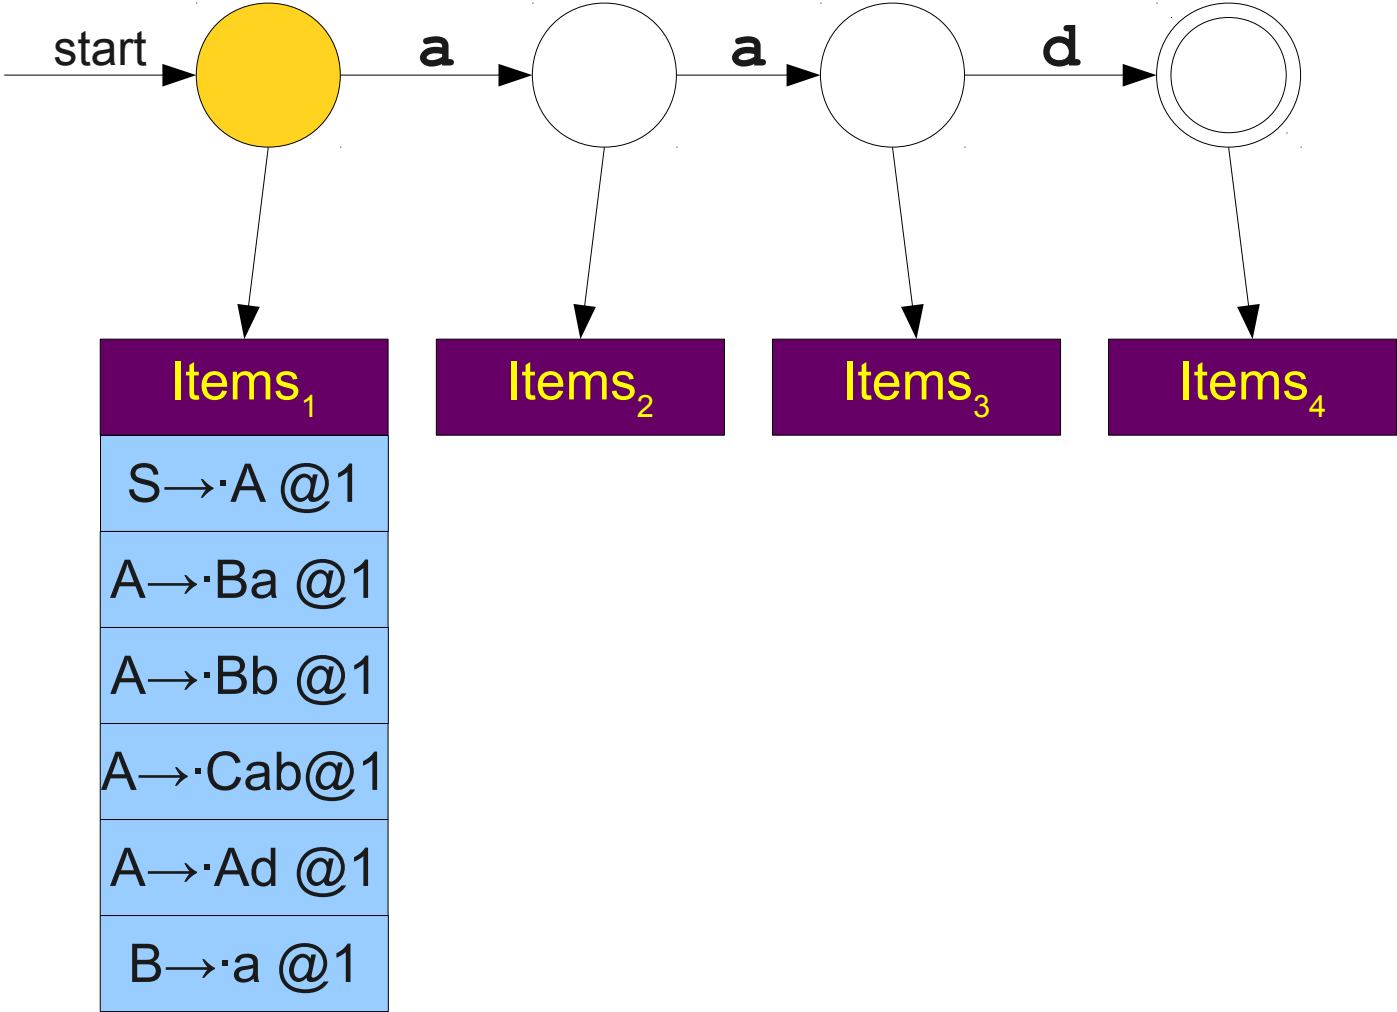 start a a d
Items1 Items2 Items3 Items4
S→·A @1
A→·Ba @1
A→·Bb @1
A→·Cab@1
A→·Ad @1
B→·a @1